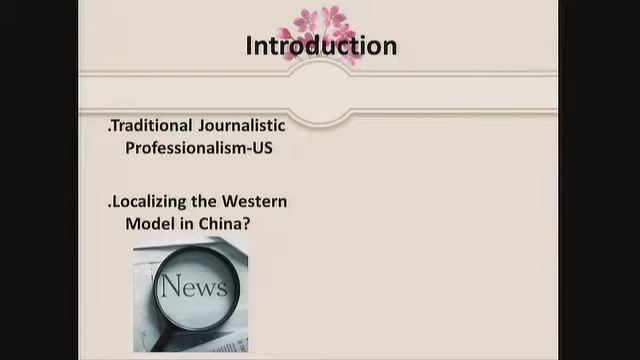 Introduction
.Traditional Journalistic
Professionalism-US
.Localizing the Western
Model in China?
News